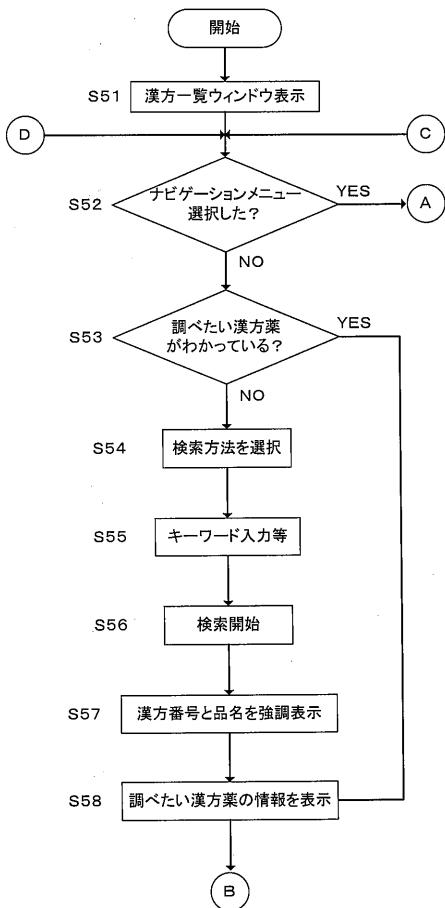 開始
S51
漢方一覧ウィンドウ表示
D
C
S52
ナビゲーションメニュー
選択した？
YES
A
NO
S53
調べたい漢方薬
がわかっている？
YES
NO
S54
検索方法を選択
S55
キーワード入力等
S56
検索開始
S57
漢方番号と品名を強調表示
S58
調べたい漢方薬の情報を表示
B